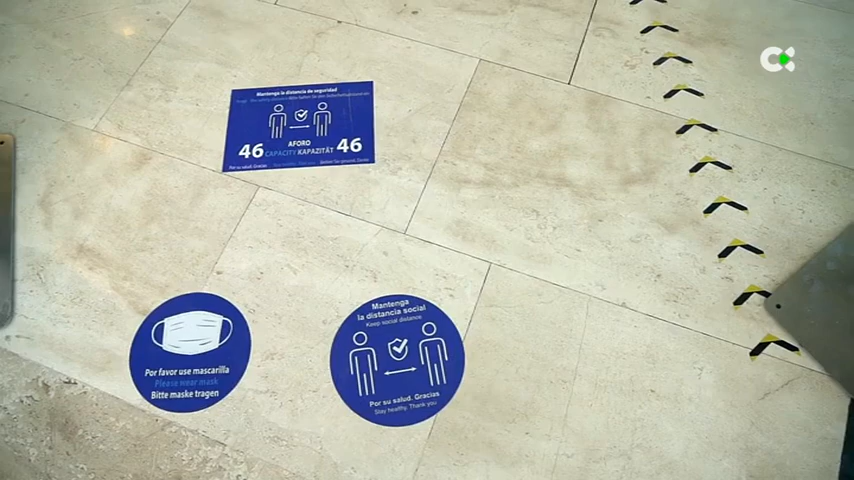 Mantenga la distancia de seguridad
46 AFORO 46
CAPACITY KAPAZITÄT
Por su salud. Gracias
Por favor use mascarilla
Please wear mask
Bitte maske tragen
Mantenga
la distancia social
Keep social distance
Por su salud. Gracias
Stay healthy. Thank you